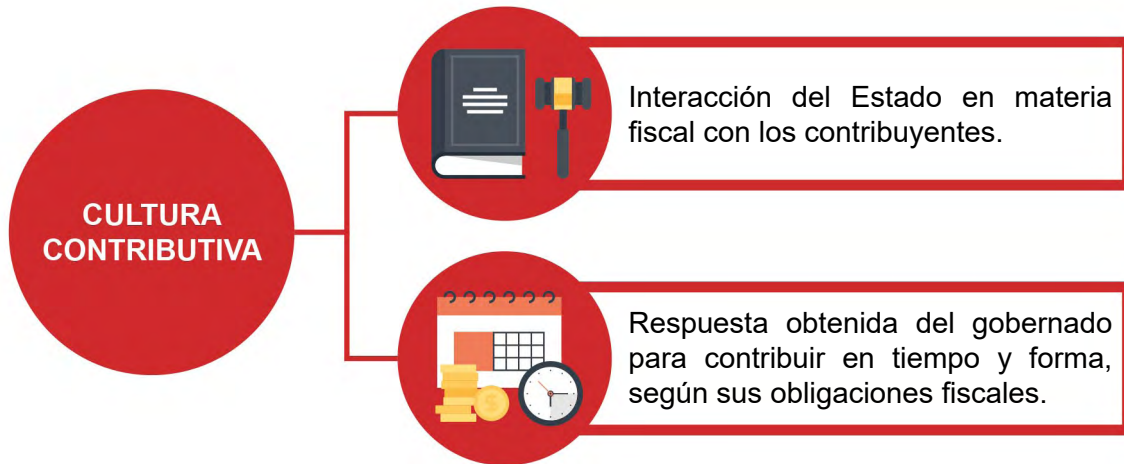 CULTURA
CONTRIBUTIVA
Interacción del Estado en materia
fiscal con los contribuyentes.
Respuesta obtenida del gobernado
para contribuir en tiempo y forma,
según sus obligaciones fiscales.